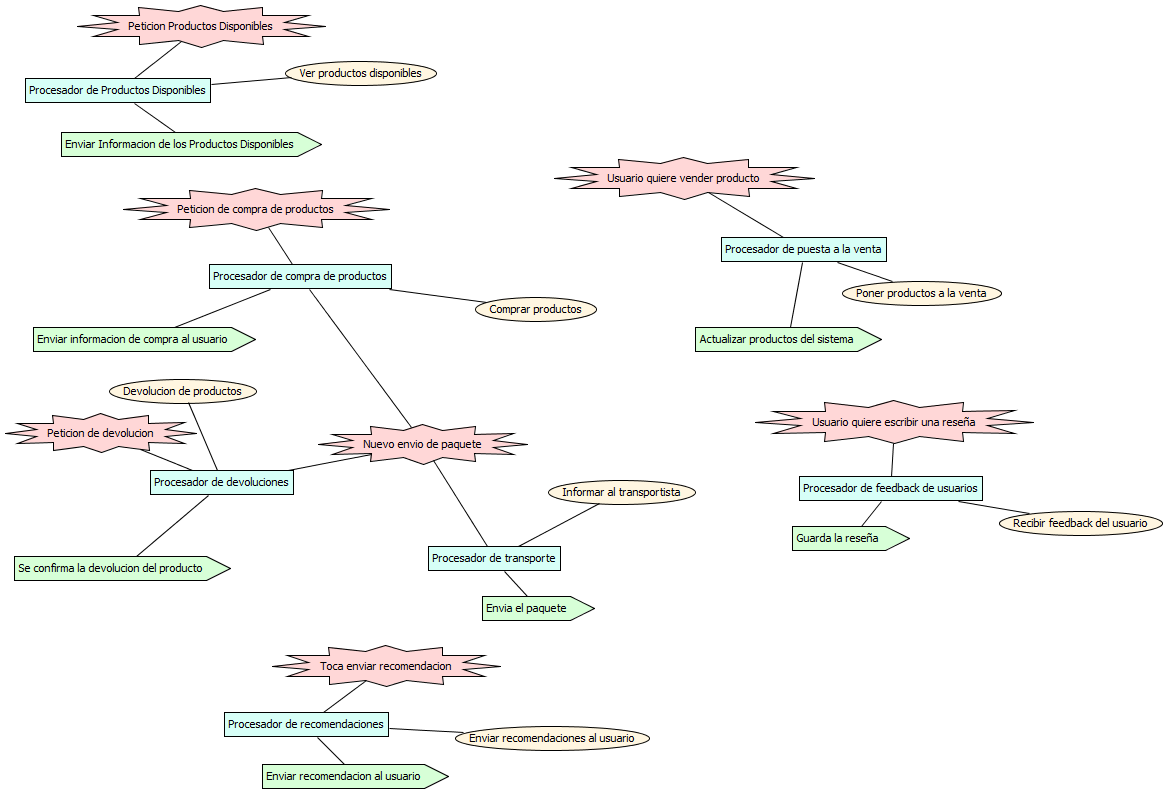 Peticion Productos Disponibles
Ver productos disponibles
Procesador de Productos Disponibles
Enviar Informacion de los Productos Disponibles
Usuario quiere vender producto
Peticion de compra de productos
Procesador de puesta a la venta
Procesador de compra de productos
Poner productos a la venta
Comprar productos
Enviar informacion de compra al usuario
Actualizar productos del sistema
Devolucion de productos
Usuario quiere escribir una reseña
Peticion de devolucion
Nuevo envio de paquete
Procesador de devoluciones
Procesador de feedback de usuarios
Informar al transportista
Recibir feedback del usuario
Guarda la reseña
Procesador de transporte
Se confirma la devolucion del producto
Envia el paquete
Toca enviar recomendacion
Procesador de recomendaciones
Enviar recomendaciones al usuario
Enviar recomendacion al usuario